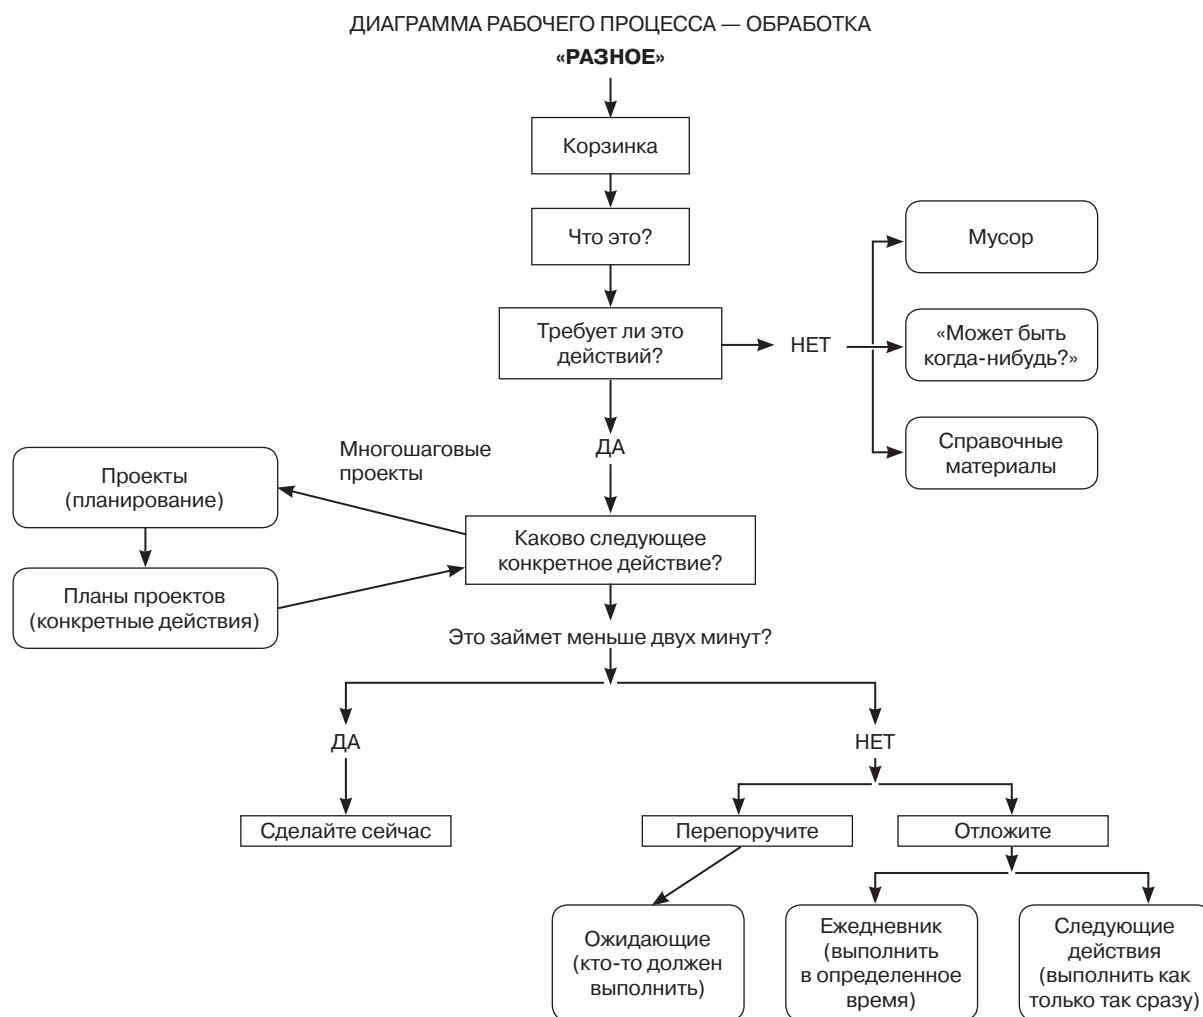 ДИАГРАММА РАБОЧЕГО ПРОЦЕССА — ОБРАБОТКА
«РАЗНОЕ»
Корзинка
Что это?
Мусор
Требует ли это
действий?
НЕТ
«Может быть
когда-нибудь?»
ДА
Справочные
материалы
Многошаговые
проекты
Проекты
(планирование)
Каково следующее
конкретное действие?
Планы проектов
(конкретные действия)
Это займет меньше двух минут?
ДА
НЕТ
Сделайте сейчас
Перепоручите
Отложите
Ожидающие
(кто-то должен
выполнить)
Ежедневник
(выполнить
в определенное
время)
Следующие
действия
(выполнить как
только так сразу)